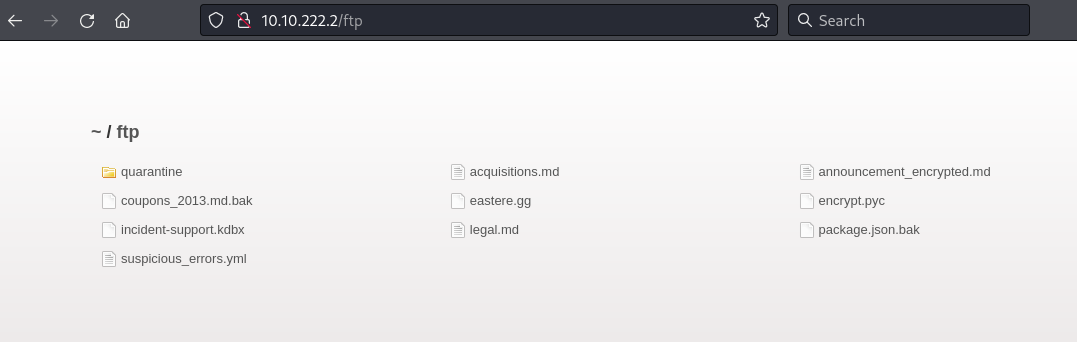 10.10.222.2/ftp
Search
~ / ftp
quarantine acquisitions.md announcement_encrypted.md
coupons_2013.md.bak eastere.gg encrypt.pyc
incident-support.kdbx legal.md package.json.bak
suspicious_errors.yml